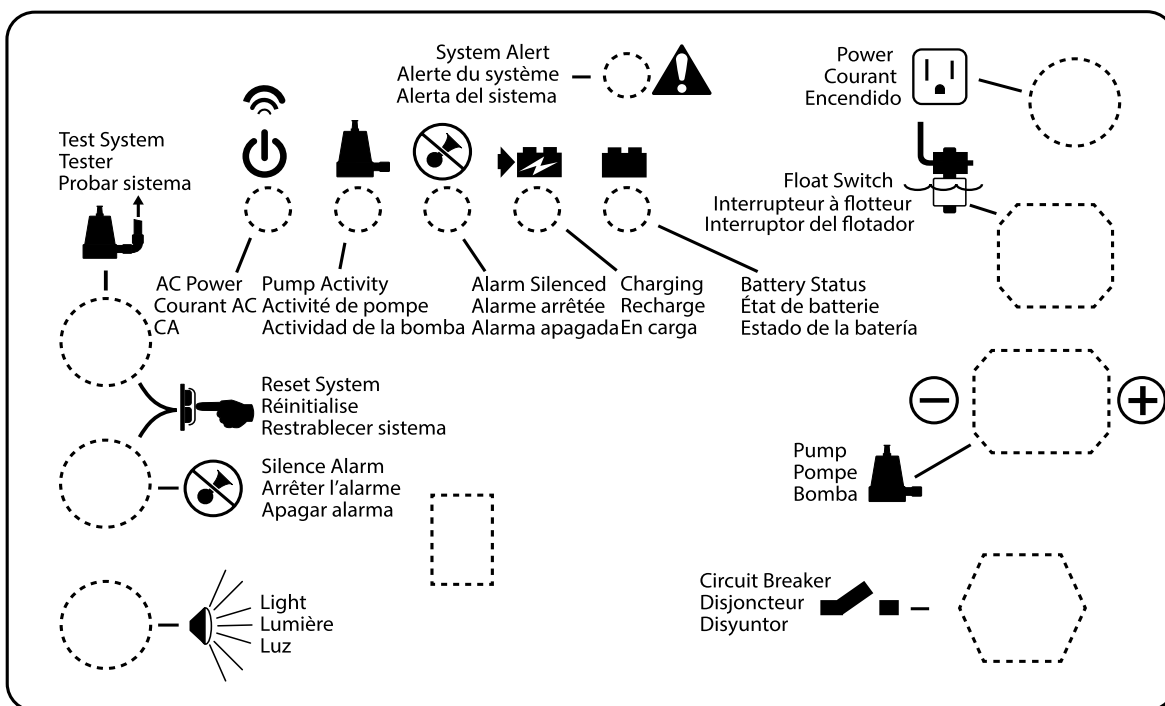 System Alert
Alerte du système
Alerta del sistema
Power
Courant
Encendido
Test System
Tester
Probar sistema
Float Switch
Interrupteur à flotteur
Interruptor del flotador
AC Power
Courant AC
CA
Pump Activity
Activité de pompe
Actividad de la bomba
Alarm Silenced
Alarme arrêtée
Alarma apagada
Charging
Recharge
En carga
Battery Status
État de batterie
Estado de la batería
Reset System
Réinitialise
Restrablecer sistema
Silence Alarm
Arrêter l'alarme
Apagar alarma
Pump
Pompe
Bomba
Light
Lumière
Luz
Circuit Breaker
Disjoncteur
Disyuntor